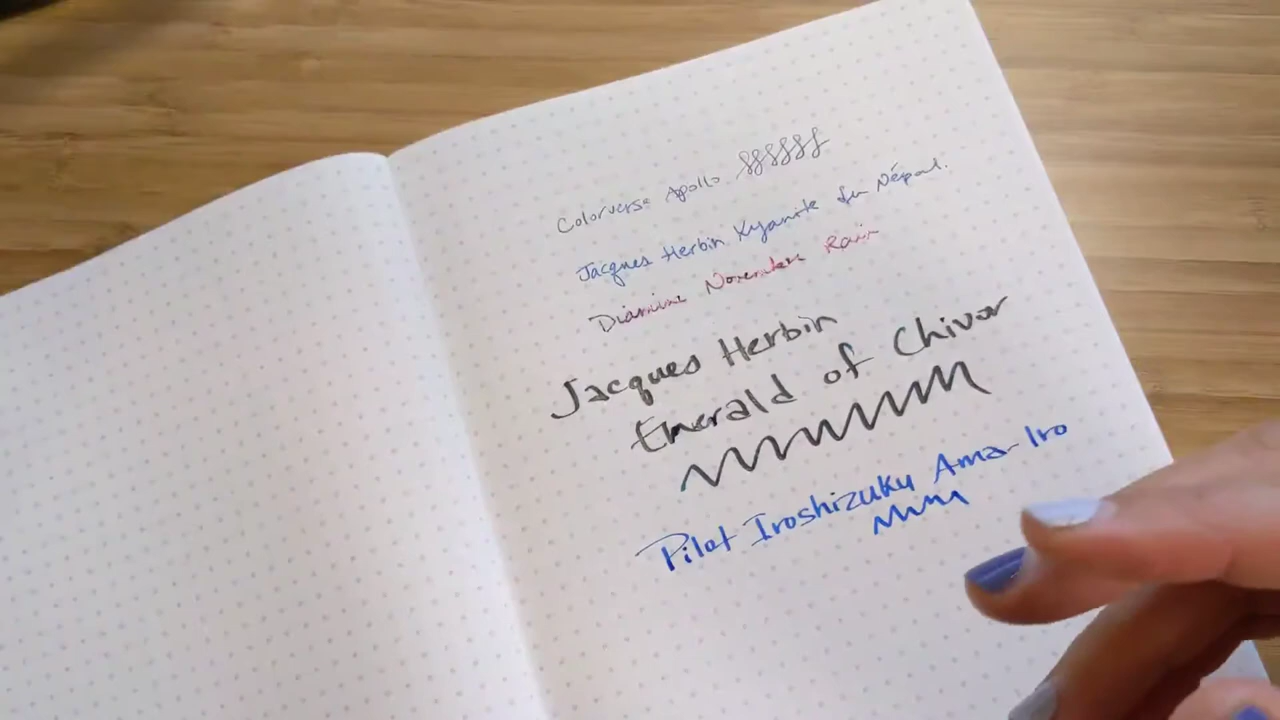 Colorverse Apollo
Jacques Herbin Kyanite du Népal.
Diamine November Rain
Jacques Herbin
Emerald of Chivor
Pilot Iroshizuku Ama-Iro